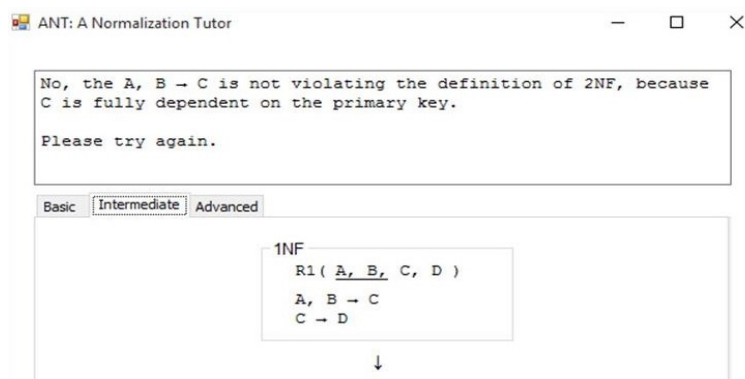 ANT: A Normalization Tutor
No, the A, B → C is not violating the definition of 2NF, because
C is fully dependent on the primary key.
Please try again.
Basic Intermediate Advanced
1NF
R1( A, B, C, D )
A, B → C
C → D
↓